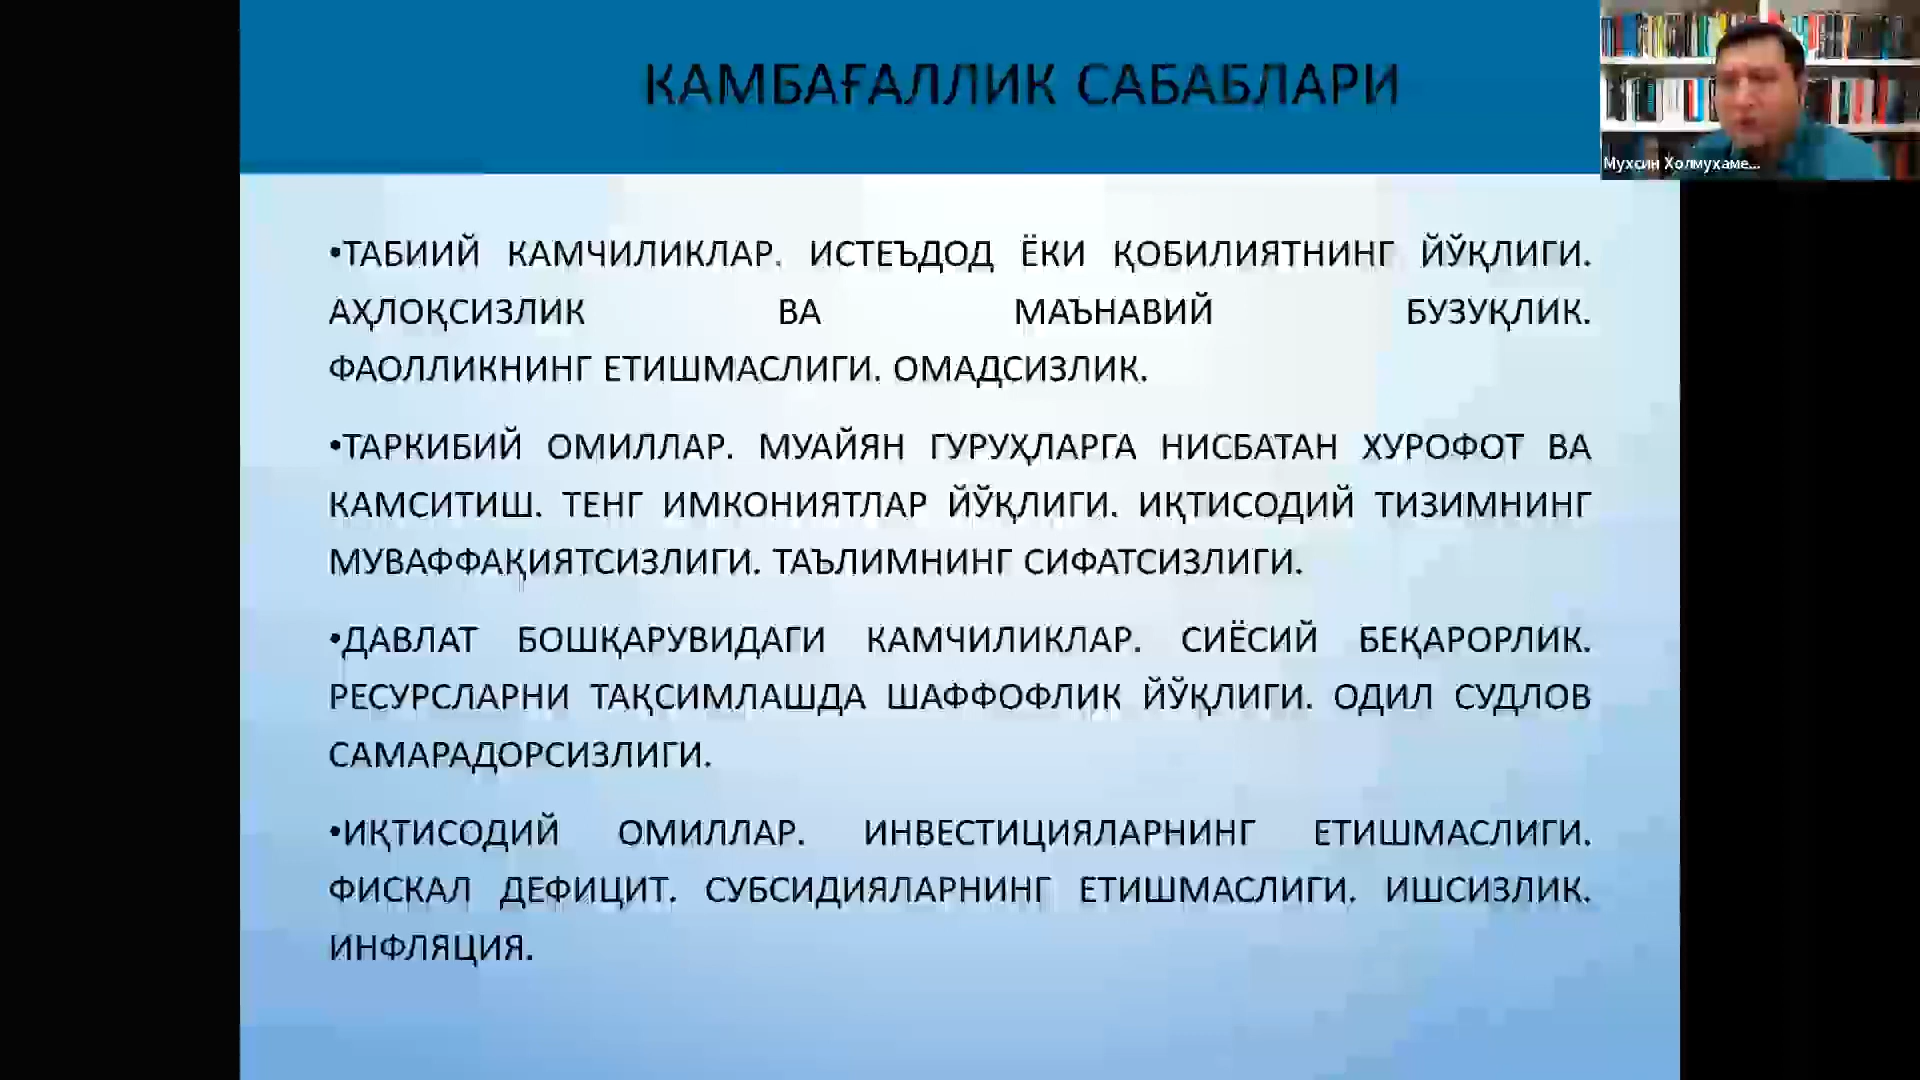 КАМБАҒАЛЛИК САБАБЛАРИ
Мухсин Холмухаме...
•ТАБИИЙ КАМЧИЛИКЛАР. ИСТЕЪДОД ЁКИ ҚОБИЛИЯТНИНГ ЙЎҚЛИГИ.
АҲЛОҚСИЗЛИК ВА МАЪНАВИЙ БУЗУҚЛИК.
ФАОЛЛИКНИНГ ЕТИШМАСЛИГИ. ОМАДСИЗЛИК.
•ТАРКИБИЙ ОМИЛЛАР. МУАЙЯН ГУРУҲЛАРГА НИСБАТАН ХУРОФОТ ВА
КАМСИТИШ. ТЕНГ ИМКОНИЯТЛАР ЙЎҚЛИГИ. ИҚТИСОДИЙ ТИЗИМНИНГ
МУВАФФАҚИЯТСИЗЛИГИ. ТАЪЛИМНИНГ СИФАТСИЗЛИГИ.
•ДАВЛАТ БОШҚАРУВИДАГИ КАМЧИЛИКЛАР. СИЁСИЙ БЕҚАРОРЛИК.
РЕСУРСЛАРНИ ТАҚСИМЛАШДА ШАФФОФЛИК ЙЎҚЛИГИ. ОДИЛ СУДЛОВ
САМАРАДОРСИЗЛИГИ.
•ИҚТИСОДИЙ ОМИЛЛАР. ИНВЕСТИЦИЯЛАРНИНГ ЕТИШМАСЛИГИ.
ФИСКАЛ ДЕФИЦИТ. СУБСИДИЯЛАРНИНГ ЕТИШМАСЛИГИ. ИШСИЗЛИК.
ИНФЛЯЦИЯ.